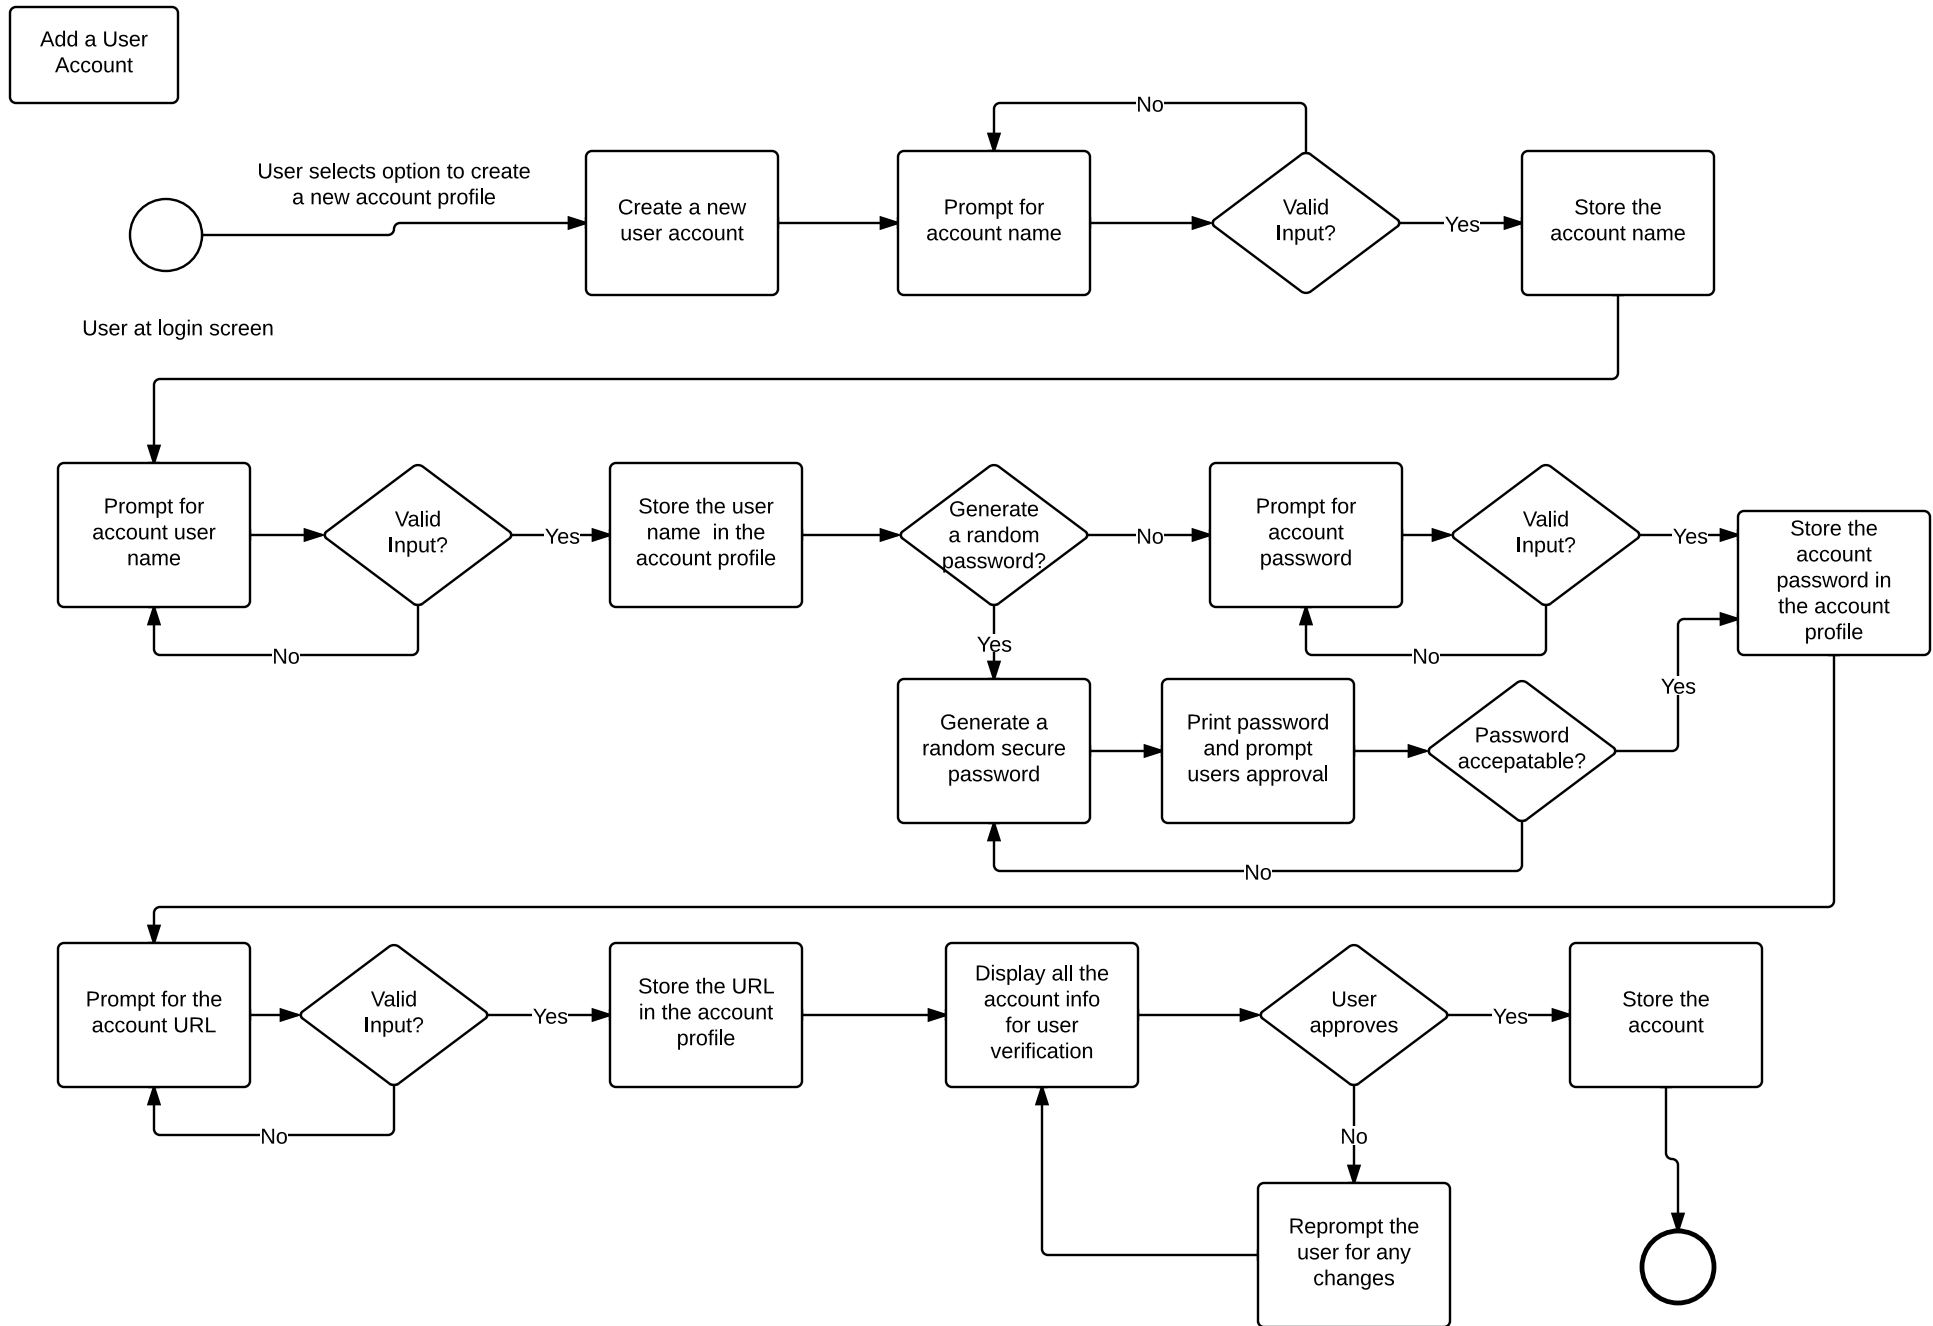 Add a User
Account
No
User selects option to create
a new account profile
Create a new
user account
Prompt for
account name
Valid
Input?
Yes
Store the
account name
User at login screen
Prompt for
account user
name
Valid
Input?
Yes
No
Store the user
name  in the
account profile
Generate
a random
password?
No
Yes
Prompt for
account
password
Valid
Input?
Yes
No
Store the
account
password in
the account
profile
Generate a
random secure
password
Print password
and prompt
users approval
Password
accepatable?
Yes
No
Prompt for the
account URL
Valid
Input?
Yes
No
Store the URL
in the account
profile
Display all the
account info
for user
verification
User
approves
Yes
No
Store the
account
Reprompt the
user for any
changes